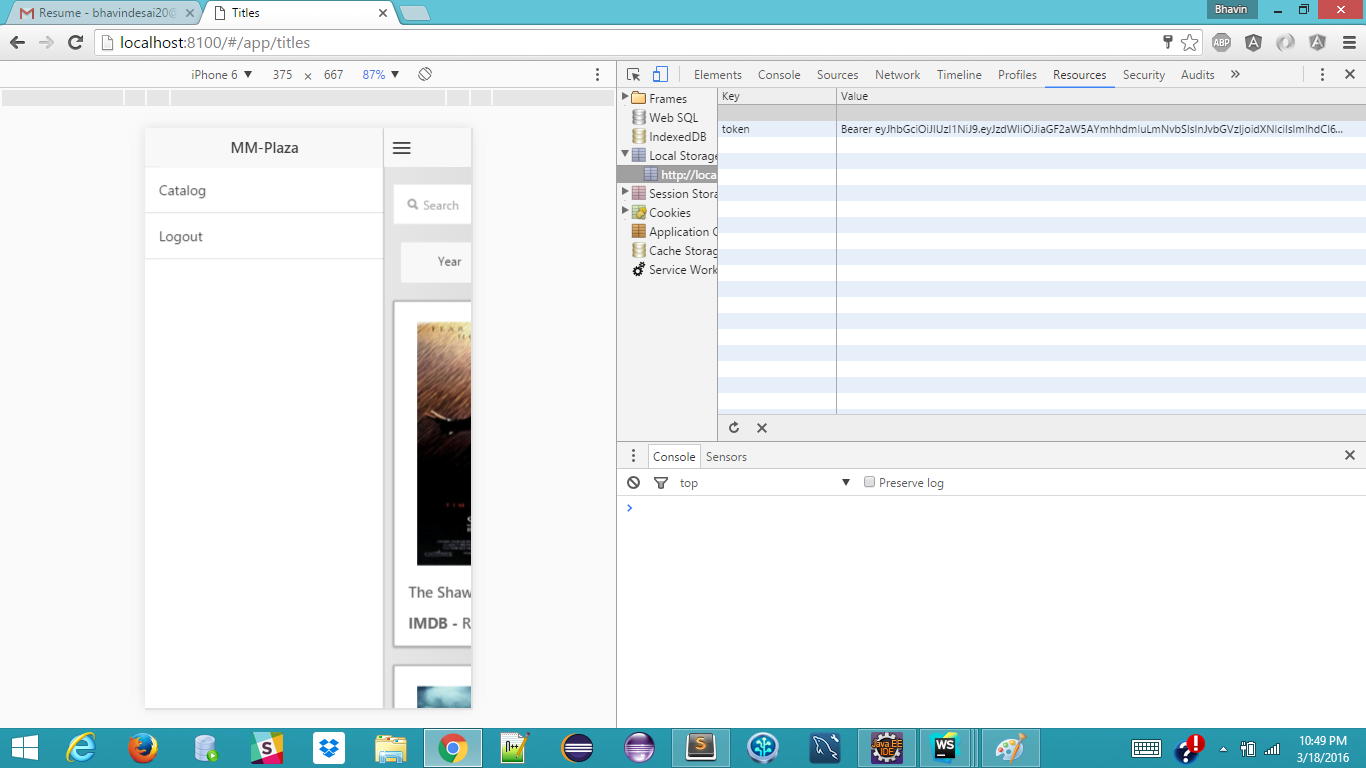 Resume - bhavindesai20@
Titles
Bhavin
localhost:8100/#/app/titles
ABP
iPhone 6 ▼ 375 × 667 87% ▼
Elements Console Sources Network Timeline Profiles Resources Security Audits »
MM-Plaza
Catalog
Logout
Search
Year
The Shaw
IMDB - R
Frames
Web SQL
IndexedDB
Local Storage
http://loca
Session Stora
Cookies
Application C
Cache Storag
Service Work
Key Value
token
Console Sensors
top ▼ Preserve log
>
N++
S
Java EE
IDE
WS
10:49 PM
3/18/2016